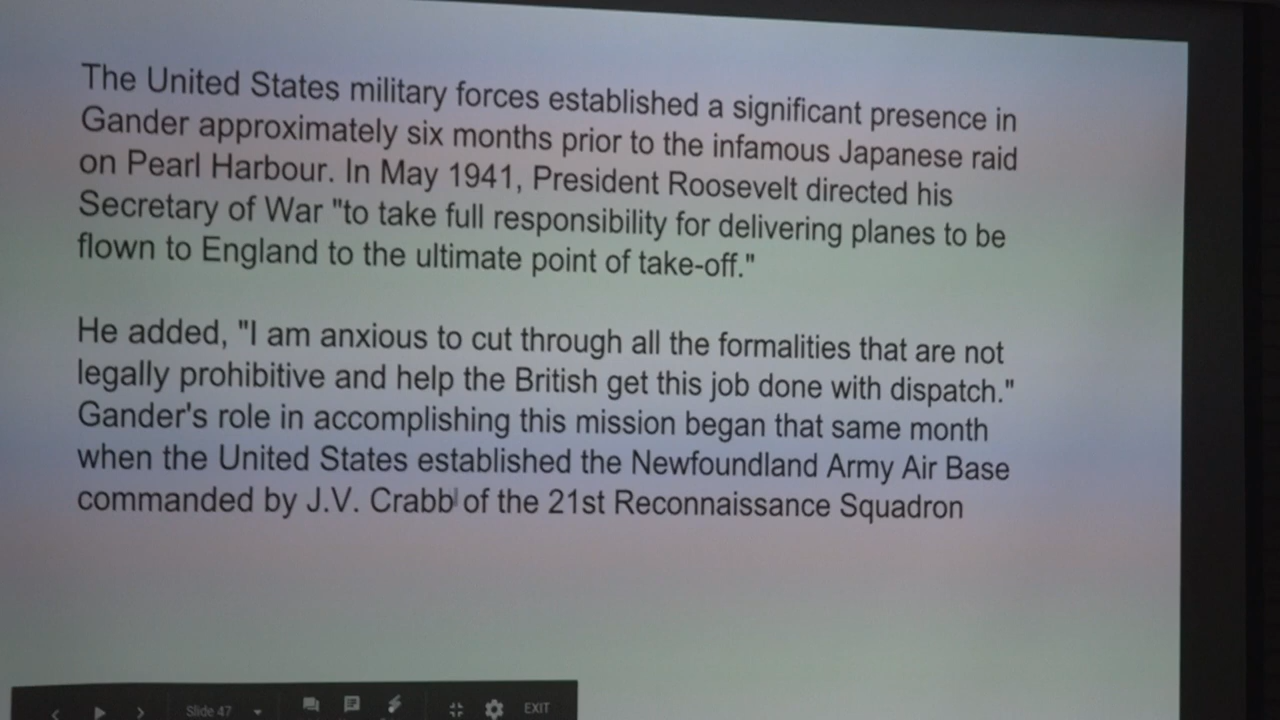 The United States military forces established a significant presence in
Gander approximately six months prior to the infamous Japanese raid
on Pearl Harbour. In May 1941, President Roosevelt directed his
Secretary of War "to take full responsibility for delivering planes to be
flown to England to the ultimate point of take-off."
He added, "I am anxious to cut through all the formalities that are not
legally prohibitive and help the British get this job done with dispatch."
Gander's role in accomplishing this mission began that same month
when the United States established the Newfoundland Army Air Base
commanded by J.V. Crabb of the 21st Reconnaissance Squadron
Slide 47 EXIT